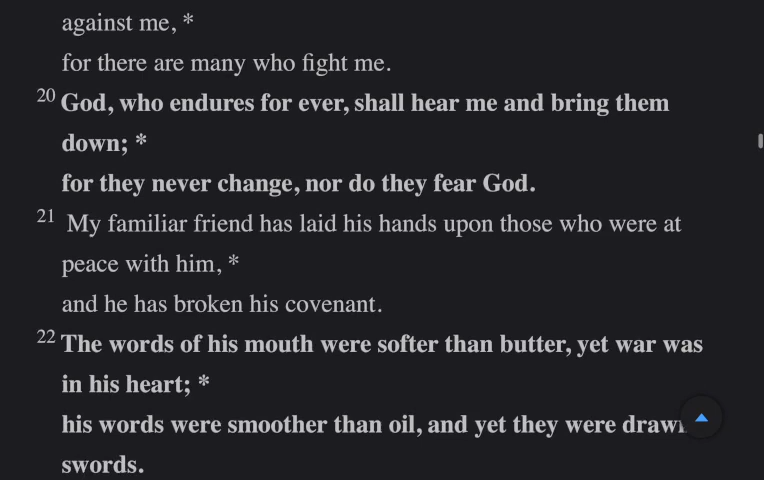 against me, *
for there are many who fight me.
20 God, who endures for ever, shall hear me and bring them
down; *
for they never change, nor do they fear God.
21 My familiar friend has laid his hands upon those who were at
peace with him, *
and he has broken his covenant.
22 The words of his mouth were softer than butter, yet war was
in his heart; *
his words were smoother than oil, and yet they were drawn
swords.